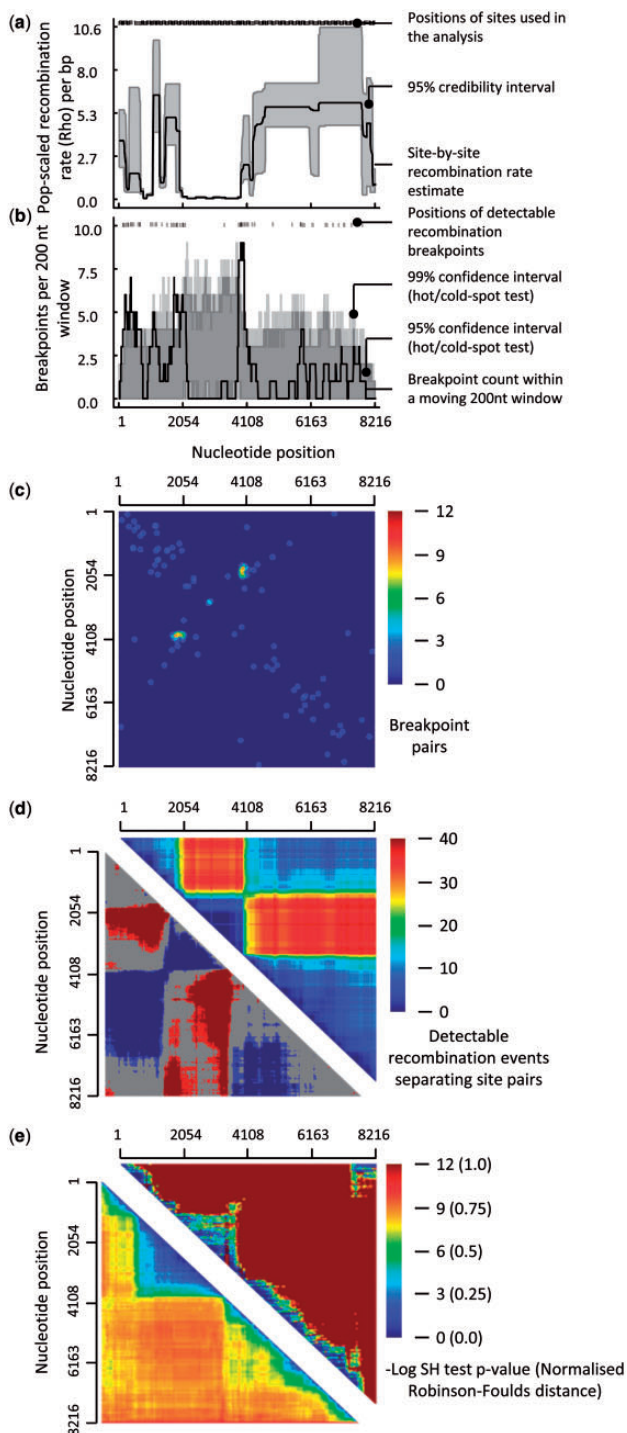 (a)
Pop-scaled recombination
rate (Rho) per bp
10.6
8.0
5.3
2.7
0.0
Positions of sites used in
the analysis
95% credibility interval
Site-by-site
recombination rate
estimate
(b)
Breakpoints per 200 nt
window
10.0
7.5
5.0
2.5
0.0
Positions of detectable
recombination
breakpoints
99% confidence interval
(hot/cold-spot test)
95% confidence interval
(hot/cold-spot test)
Breakpoint count within
a moving 200nt window
1 2054 4108 6163 8216
Nucleotide position
(c)
1 2054 4108 6163 8216
Nucleotide position
1
2054
4108
6163
8216
12
9
6
3
0
Breakpoint
pairs
(d)
1 2054 4108 6163 8216
Nucleotide position
1
2054
4108
6163
8216
40
30
20
10
0
Detectable
recombination events
separating site pairs
(e)
1 2054 4108 6163 8216
Nucleotide position
1
2054
4108
6163
8216
12 (1.0)
9 (0.75)
6 (0.5)
3 (0.25)
0 (0.0)
-Log SH test p-value (Normalised
Robinson-Foulds distance)